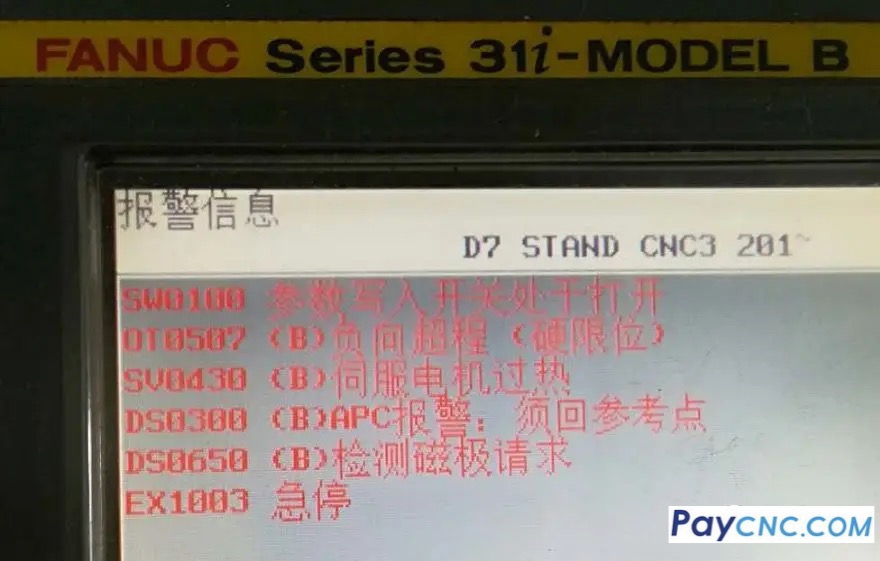 FANUC Series 31i-MODEL B
报警信息
D7 STAND CNC3 201~
SW0100 参数写入开关处于打开
OT0507 (B)负向超程 (硬限位)
SV0430 (B)伺服电机过热
DS0300 (B)APC报警: 须回参考点
DS0650 (B)检测磁极请求
EX1003 急停
PayCNC.COM